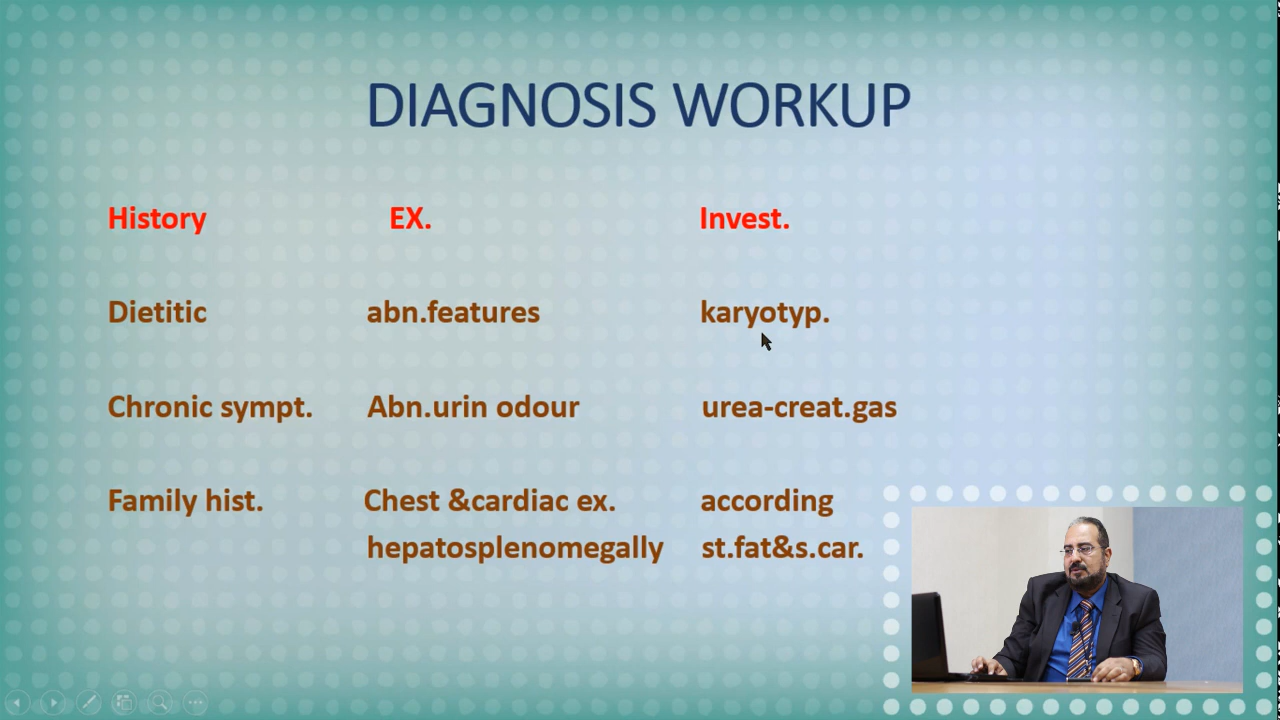 DIAGNOSIS WORKUP
History EX. Invest.
Dietitic abn.features karyotyp.
Chronic sympt. Abn.urin odour urea-creat.gas
Family hist. Chest &cardiac ex. according
hepatosplenomegally st.fat&s.car.